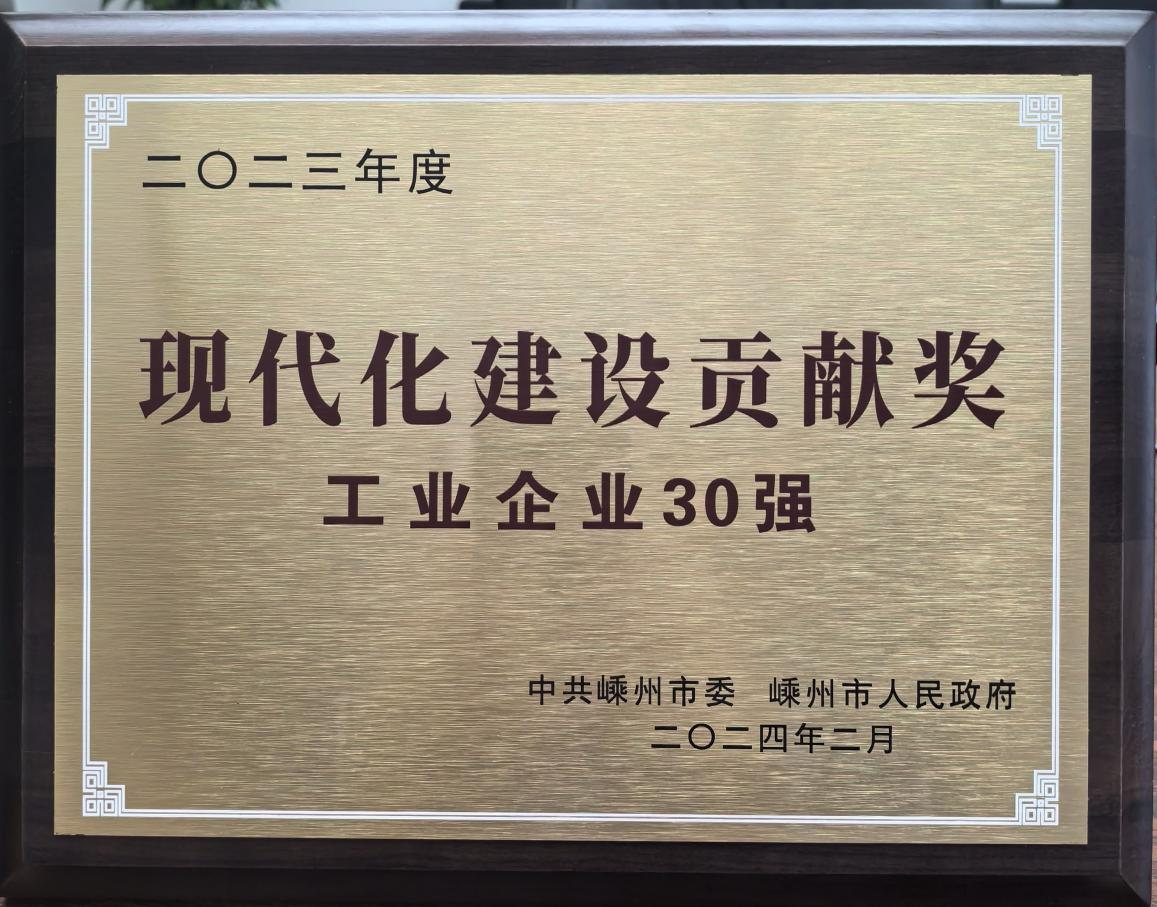 二〇二三年度
现代化建设贡献奖
工业企业30强
中共嵊州市委 嵊州市人民政府
二〇二四年二月